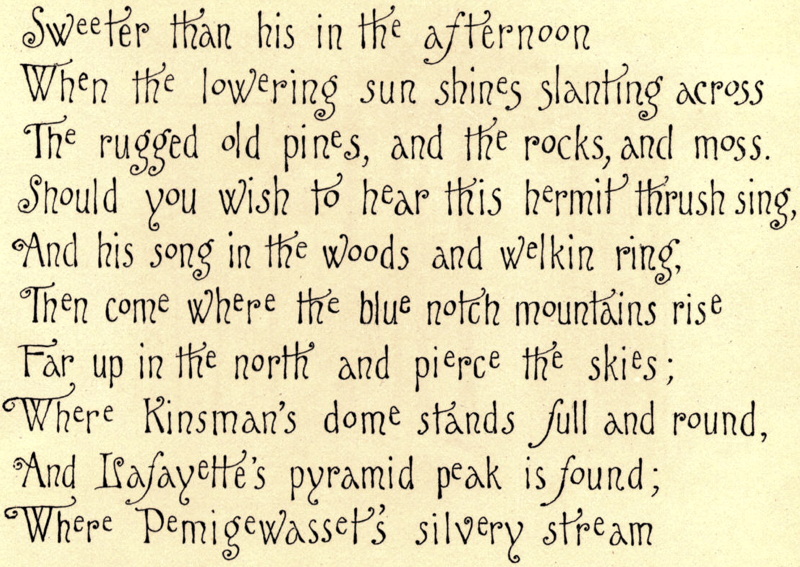 Sweeter than his in the afternoon
When the lowering sun shines slanting across
The rugged old pines, and the rocks, and moss.
Should you wish to hear this hermit thrush sing,
And his song in the woods and welkin ring,
Then come where the blue notch mountains rise
Far up in the north and pierce the skies;
Where Kinsman's dome stands full and round,
And Lafayette's pyramid peak is found;
Where Pemigewasset's silvery stream